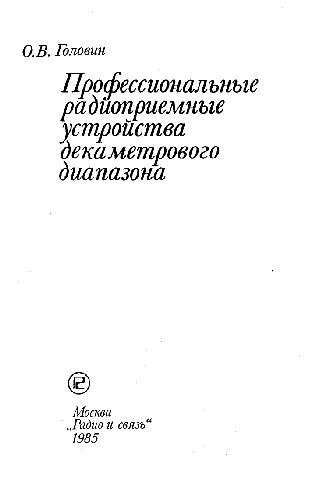 О.В. Головин
Профессиональные
радиоприемные
устройства
декаметрового
диапазона
Москва
„Радио и связь“
1985